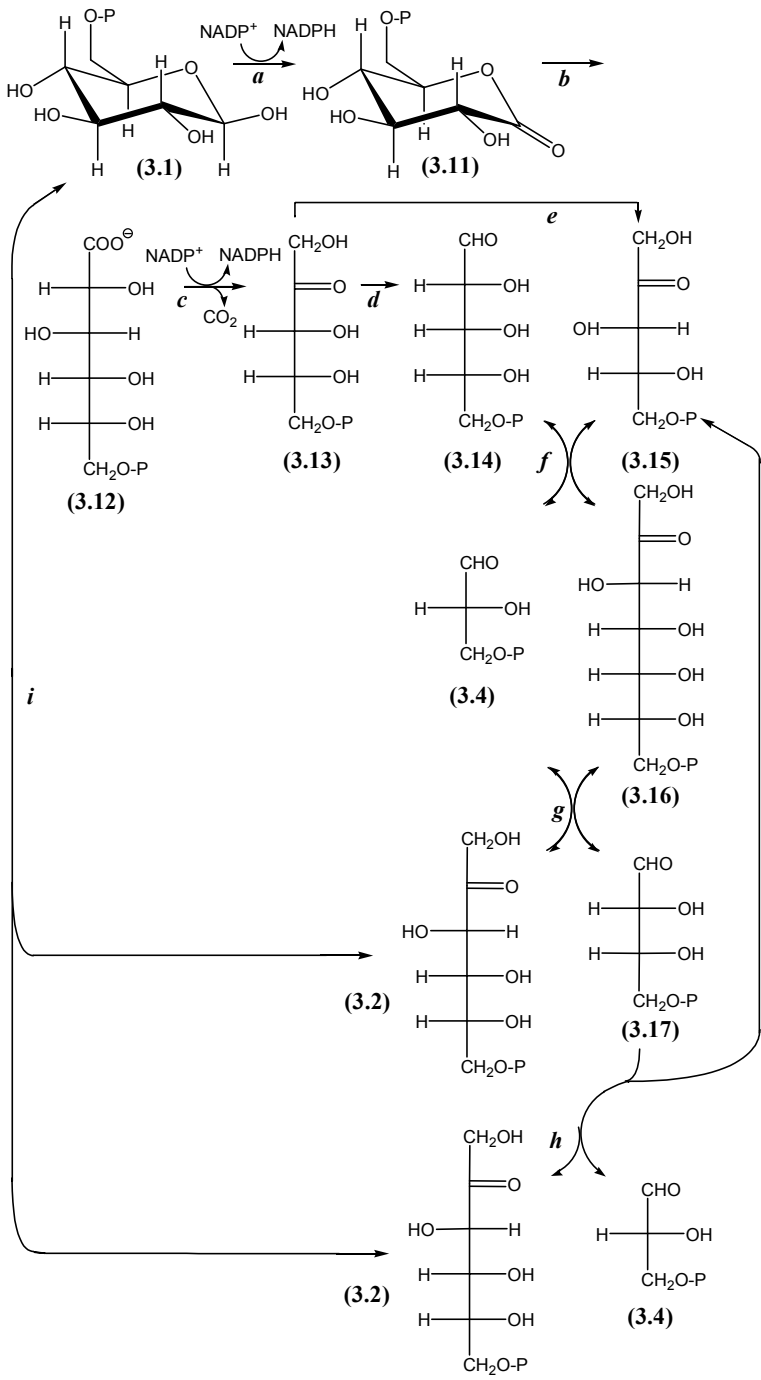 O-P
H
HO
HO
H
H
O
OH
OH
H
H
(3.1)
NADP+ NADPH
a
O-P
H
HO
HO
H
H
O
OH
H
O
(3.11)
b
e
COO⊖
H OH
HO H
H OH
H OH
CH2O-P
(3.12)
NADP+ NADPH
c
CO2
CH2OH
O
H OH
H OH
CH2O-P
(3.13)
d
CHO
H OH
H OH
H OH
CH2O-P
(3.14)
CH2OH
O
OH H
H OH
CH2O-P
(3.15)
f
CHO
H OH
CH2O-P
(3.4)
CH2OH
O
HO H
H OH
H OH
H OH
CH2O-P
(3.16)
i
g
CH2OH
O
HO H
H OH
H OH
CH2O-P
(3.2)
CHO
H OH
H OH
CH2O-P
(3.17)
h
CH2OH
O
HO H
H OH
H OH
CH2O-P
(3.2)
CHO
H OH
CH2O-P
(3.4)